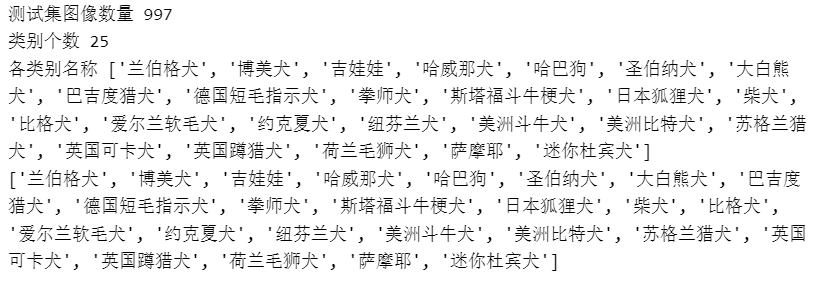 测试集图像数量 997
类别个数 25
各类别名称 ['兰伯格犬', '博美犬', '吉娃娃', '哈威那犬', '哈巴狗', '圣伯纳犬', '大白熊
犬', '巴吉度猎犬', '德国短毛指示犬', '拳师犬', '斯塔福斗牛梗犬', '日本狐狸犬', '柴犬',
'比格犬', '爱尔兰软毛犬', '约克夏犬', '纽芬兰犬', '美洲斗牛犬', '美洲比特犬', '苏格兰猎
犬', '英国可卡犬', '英国蹲猎犬', '荷兰毛狮犬', '萨摩耶', '迷你杜宾犬']
['兰伯格犬', '博美犬', '吉娃娃', '哈威那犬', '哈巴狗', '圣伯纳犬', '大白熊犬', '巴吉度
猎犬', '德国短毛指示犬', '拳师犬', '斯塔福斗牛梗犬', '日本狐狸犬', '柴犬', '比格犬',
'爱尔兰软毛犬', '约克夏犬', '纽芬兰犬', '美洲斗牛犬', '美洲比特犬', '苏格兰猎犬', '英国
可卡犬', '英国蹲猎犬', '荷兰毛狮犬', '萨摩耶', '迷你杜宾犬']